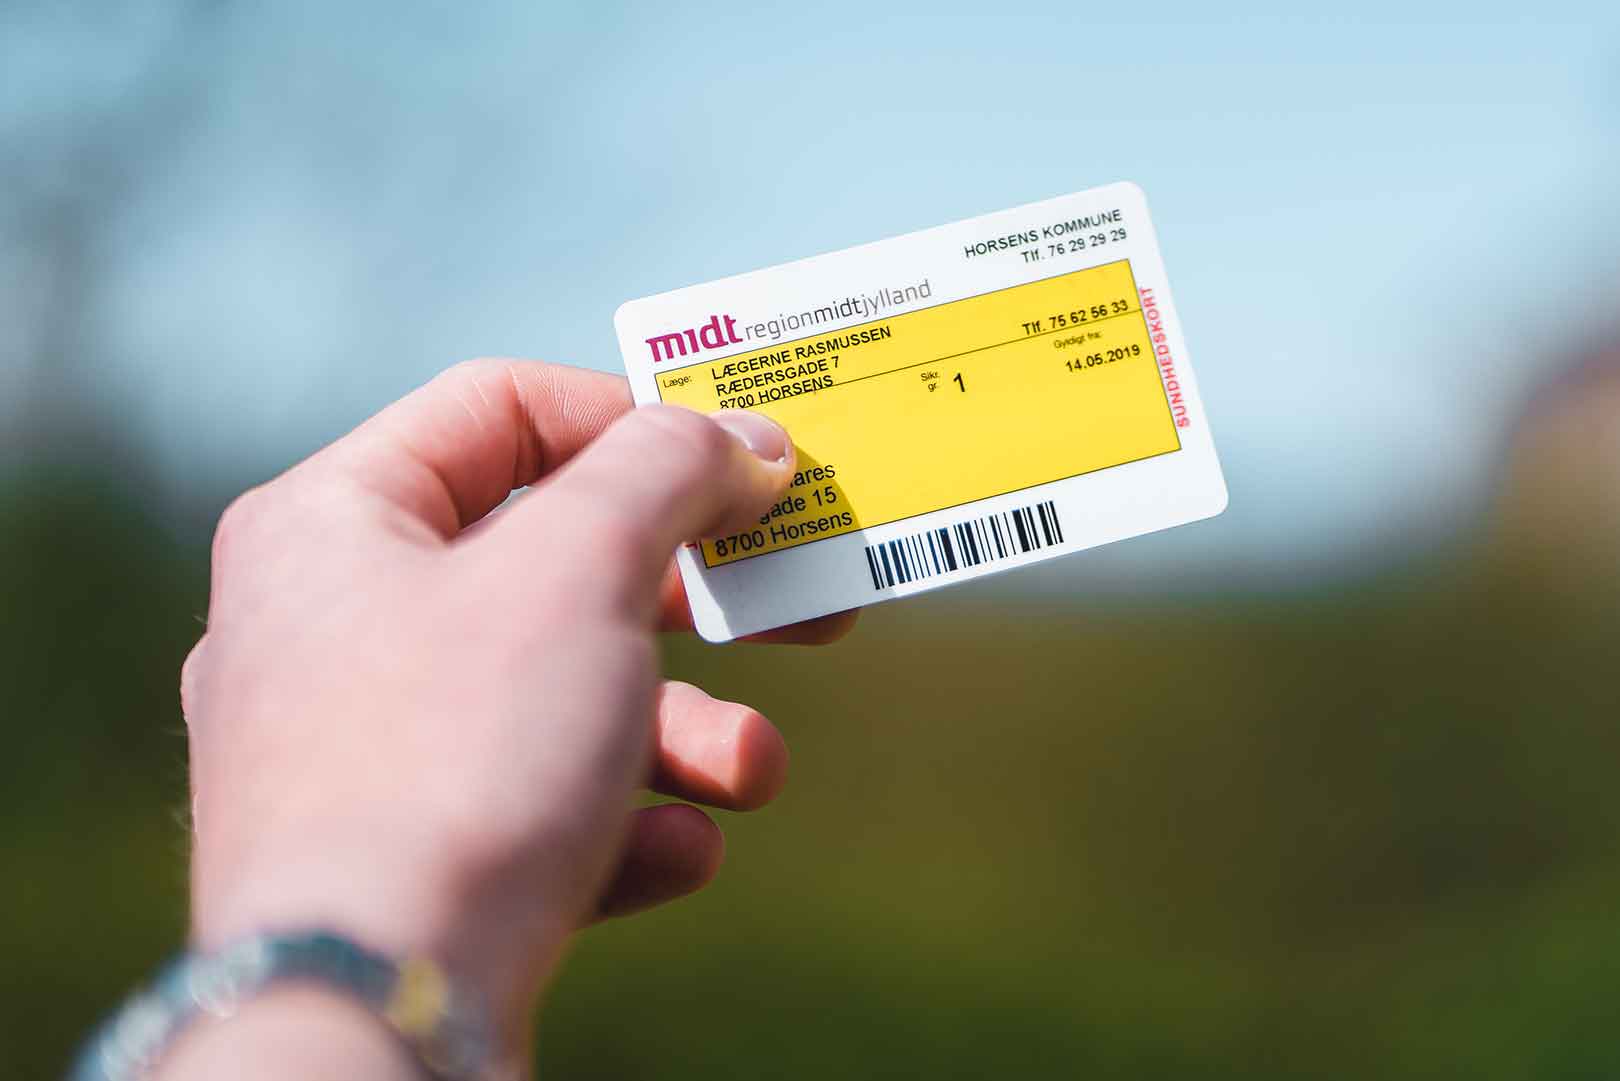 HORSENS KOMMUNE
Tlf. 76 29 29 29
midt regionmidtjylland
Læge: LÆGERNE RASMUSSEN Tlf. 75 62 56 33
RÆDERSGADE 7
8700 HORSENS
Sikr. gr. 1
Gyldigt fra:
14.05.2019
15
8700 Horsens
SUNDHEDSKORT